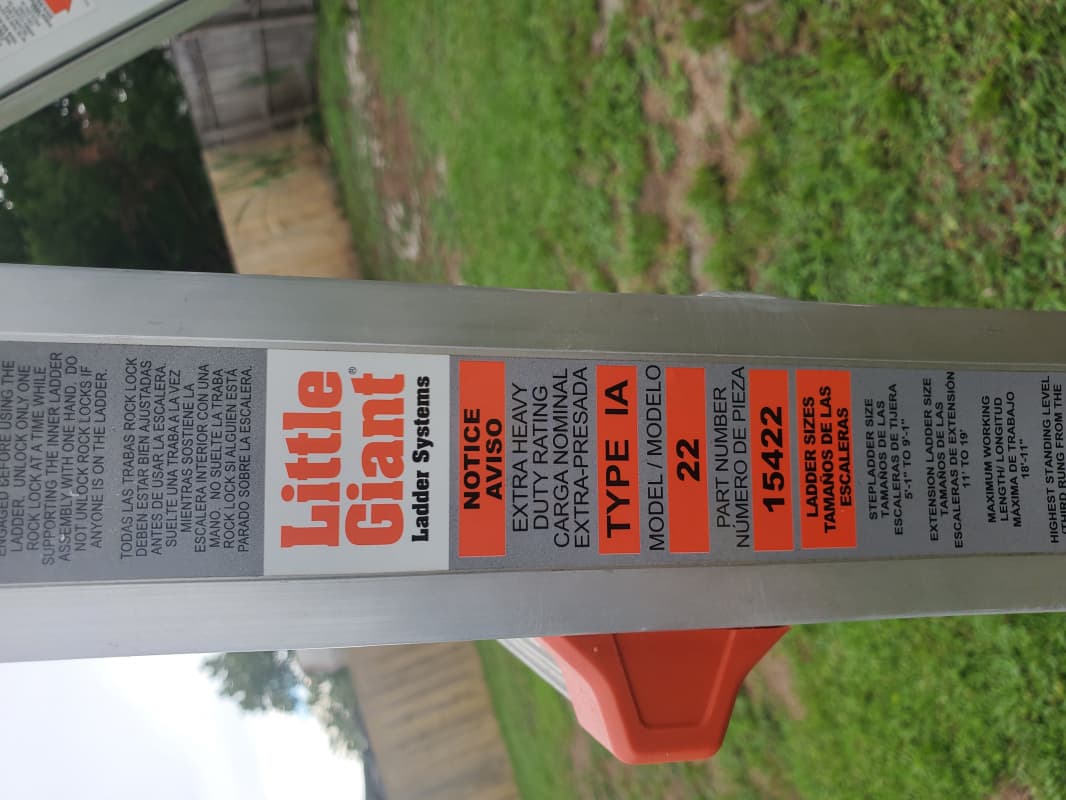 ENGAGED BEFORE USING THE
LADDER. UNLOCK ONLY ONE
ROCK LOCK AT A TIME WHILE
SUPPORTING THE INNER LADDER
ASSEMBLY WITH ONE HAND. DO
NOT UNLOCK ROCK LOCKS IF
ANYONE IS ON THE LADDER.
TODAS LAS TRABAS ROCK LOCK
DEBEN ESTAR BIEN AJUSTADAS
ANTES DE USAR LA ESCALERA.
SUELTE UNA TRABA A LA VEZ
MIENTRAS SOSTIENE LA
ESCALERA INTERIOR CON UNA
MANO. NO SUELTE LA TRABA
ROCK LOCK SI ALGUIEN ESTÁ
PARADO SOBRE LA ESCALERA.
Little
Giant®
Ladder Systems
NOTICE
AVISO
EXTRA HEAVY
DUTY RATING
CARGA NOMINAL
EXTRA-PRESADA
TYPE IA
MODEL / MODELO
22
PART NUMBER
NÚMERO DE PIEZA
15422
LADDER SIZES
TAMAÑOS DE LAS
ESCALERAS
STEPLADDER SIZE
TAMAÑOS DE LAS
ESCALERAS DE TIJERA
5'-1" TO 9'-1"
EXTENSION LADDER SIZE
TAMAÑOS DE LAS
ESCALERAS DE EXTENSIÓN
11' TO 19'
MAXIMUM WORKING
LENGTH/ LONGITUD
MÁXIMA DE TRABAJO
18'-11"
HIGHEST STANDING LEVEL
(THIRD RUNG FROM THE